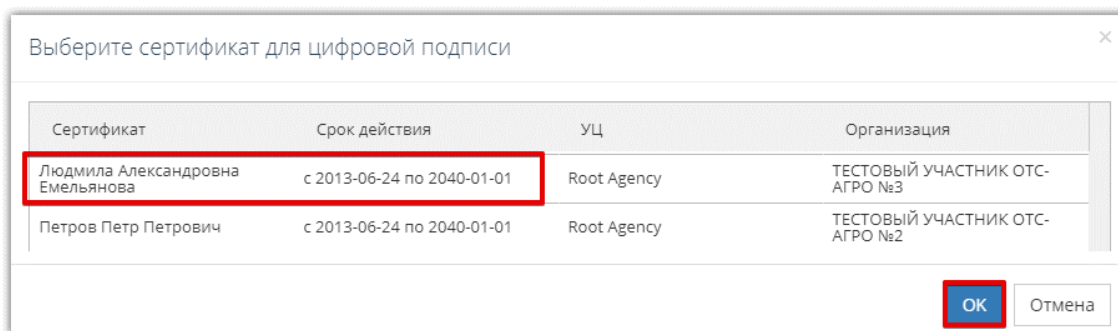 Выберите сертификат для цифровой подписи
Сертификат Срок действия УЦ Организация
Людмила Александровна Емельянова с 2013-06-24 по 2040-01-01 Root Agency ТЕСТОВЫЙ УЧАСТНИК ОТС-АГРО №3
Петров Петр Петрович с 2013-06-24 по 2040-01-01 Root Agency ТЕСТОВЫЙ УЧАСТНИК ОТС-АГРО №2
ОК Отмена